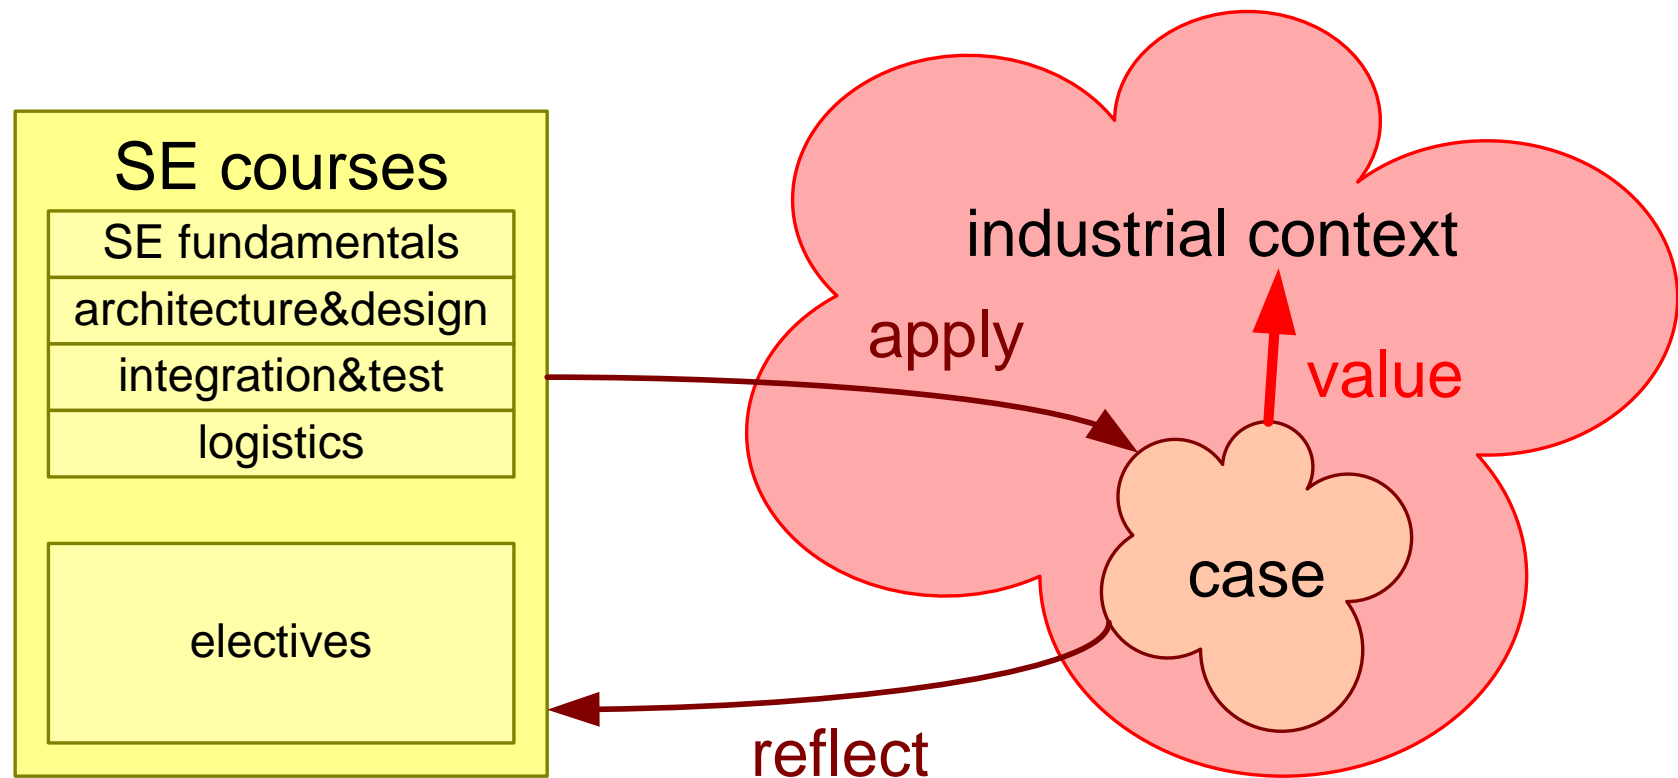 SE courses
SE fundamentals
architecture&design
integration&test
logistics
electives
industrial context
apply
value
case
reflect